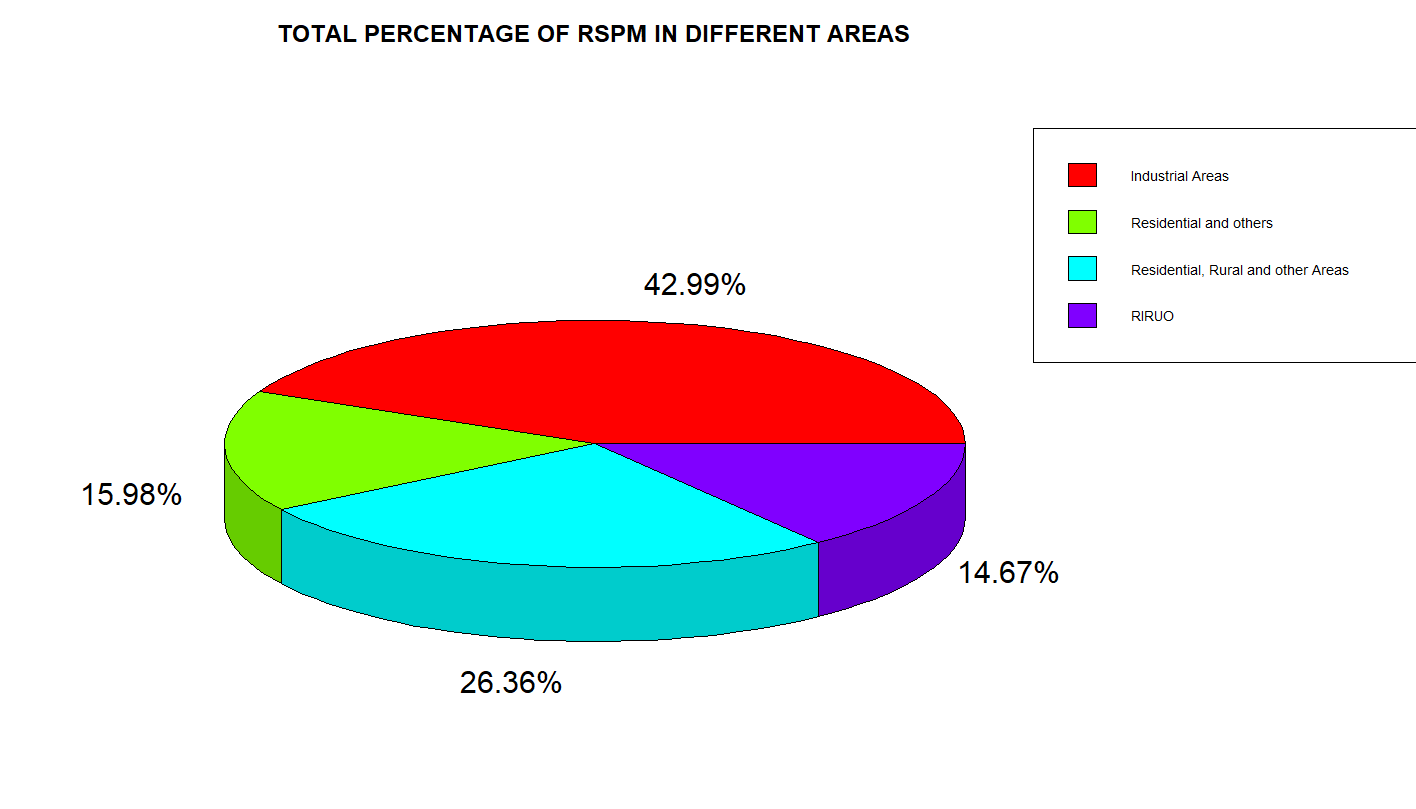 TOTAL PERCENTAGE OF RSPM IN DIFFERENT AREAS
Industrial Areas
Residential and others
Residential, Rural and other Areas
RIRUO
42.99%
15.98%
14.67%
26.36%